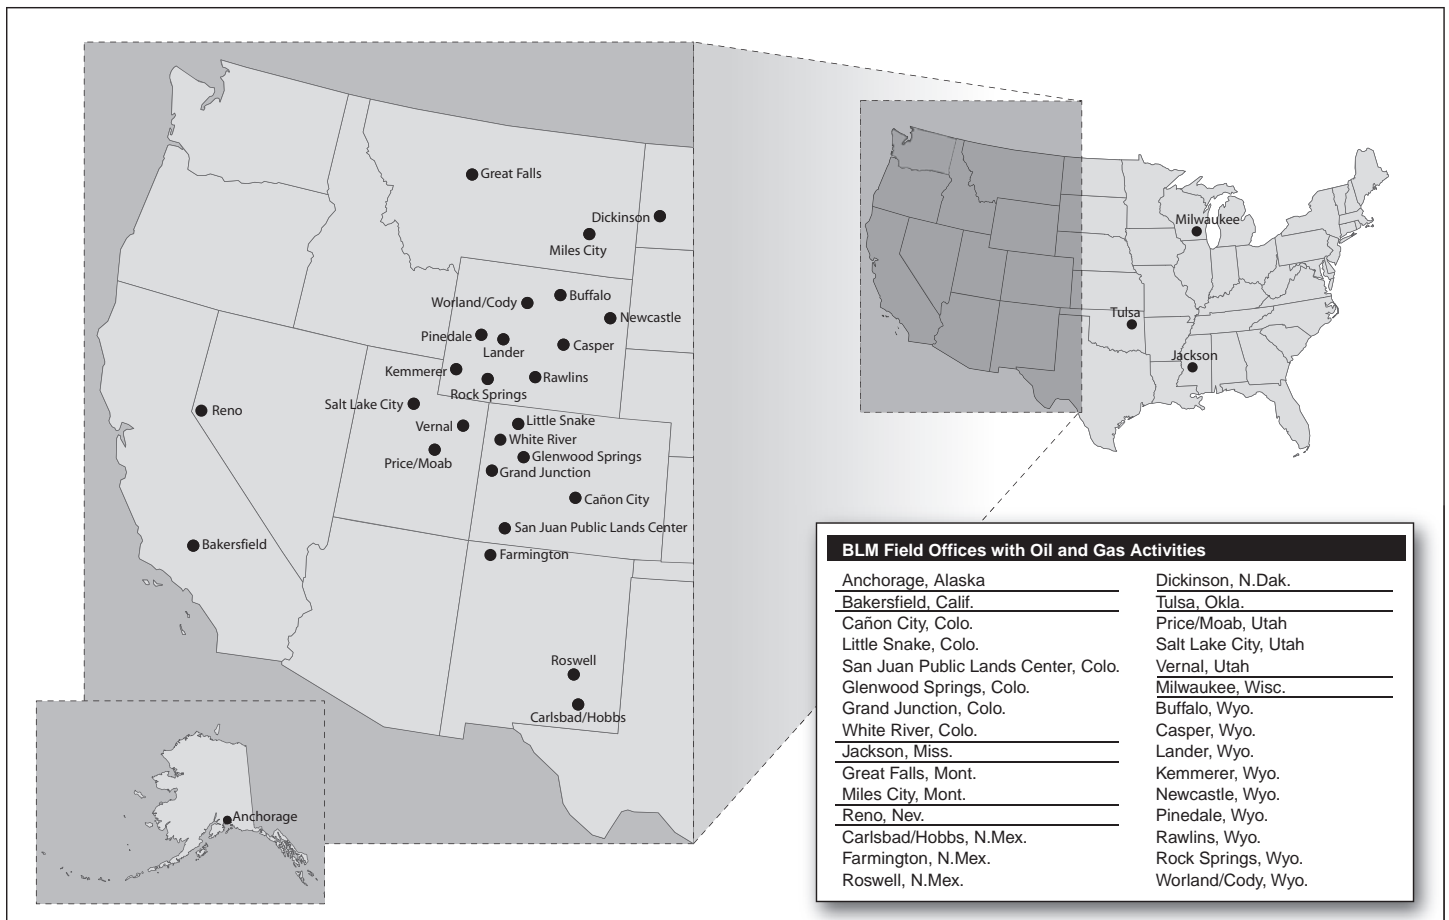 Great Falls
Dickinson
Miles City
Buffalo
Worland/Cody
Newcastle
Pinedale
Lander
Casper
Kemmerer
Rawlins
Rock Springs
Salt Lake City
Reno
Little Snake
Vernal
White River
Glenwood Springs
Price/Moab
Grand Junction
Cañon City
San Juan Public Lands Center
Bakersfield
Farmington
Roswell
Carlsbad/Hobbs
Anchorage
Milwaukee
Tulsa
Jackson
BLM Field Offices with Oil and Gas Activities
Anchorage, Alaska
Bakersfield, Calif.
Cañon City, Colo.
Little Snake, Colo.
San Juan Public Lands Center, Colo.
Glenwood Springs, Colo.
Grand Junction, Colo.
White River, Colo.
Jackson, Miss.
Great Falls, Mont.
Miles City, Mont.
Reno, Nev.
Carlsbad/Hobbs, N.Mex.
Farmington, N.Mex.
Roswell, N.Mex.
Dickinson, N.Dak.
Tulsa, Okla.
Price/Moab, Utah
Salt Lake City, Utah
Vernal, Utah
Milwaukee, Wisc.
Buffalo, Wyo.
Casper, Wyo.
Lander, Wyo.
Kemmerer, Wyo.
Newcastle, Wyo.
Pinedale, Wyo.
Rawlins, Wyo.
Rock Springs, Wyo.
Worland/Cody, Wyo.